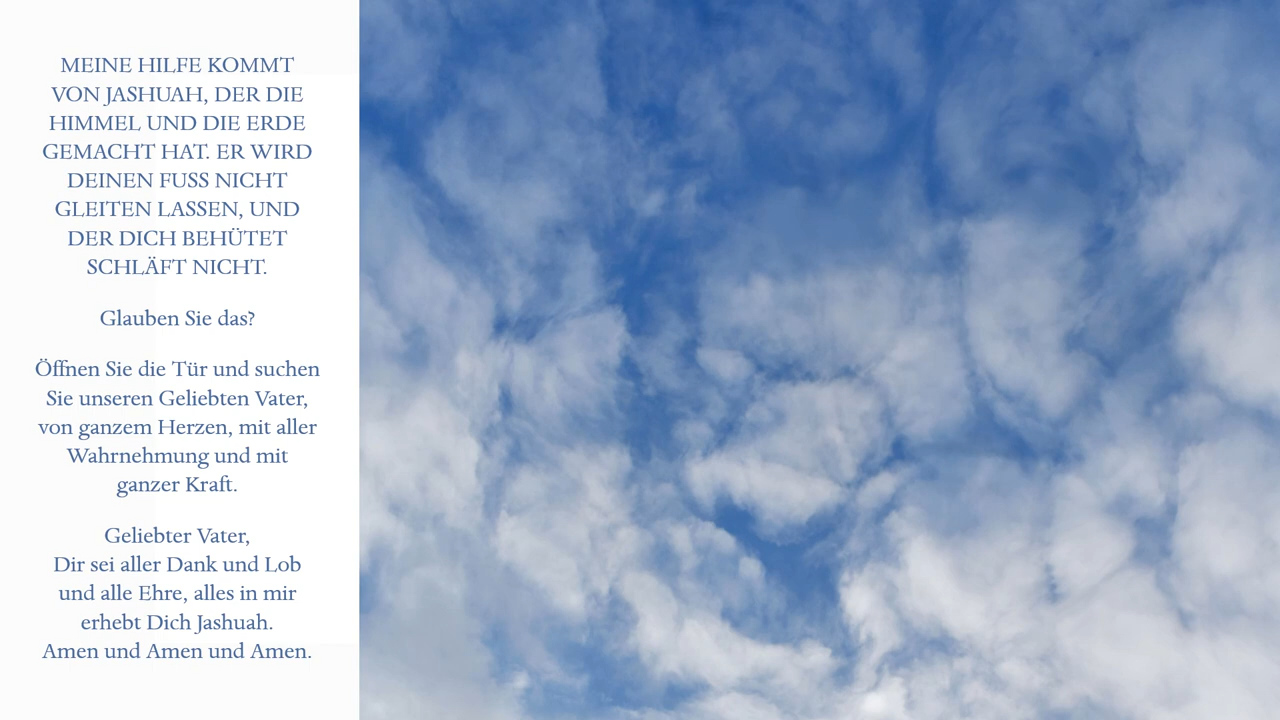 MEINE HILFE KOMMT
VON JASHUAH, DER DIE
HIMMEL UND DIE ERDE
GEMACHT HAT. ER WIRD
DEINEN FUSS NICHT
GLEITEN LASSEN, UND
DER DICH BEHÜTET
SCHLÄFT NICHT.
Glauben Sie das?
Öffnen Sie die Tür und suchen
Sie unseren Geliebten Vater,
von ganzem Herzen, mit aller
Wahrnehmung und mit
ganzer Kraft.
Geliebter Vater,
Dir sei aller Dank und Lob
und alle Ehre, alles in mir
erhebt Dich Jashuah.
Amen und Amen und Amen.